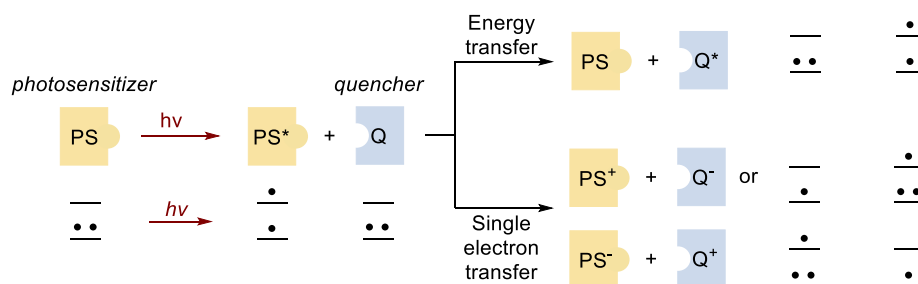 Energy
transfer
PS + Q*
photosensitizer
quencher
PS
hν
PS* + Q
PS⁺ + Q⁻ or
hν
Single
electron
transfer
PS⁻ + Q⁺